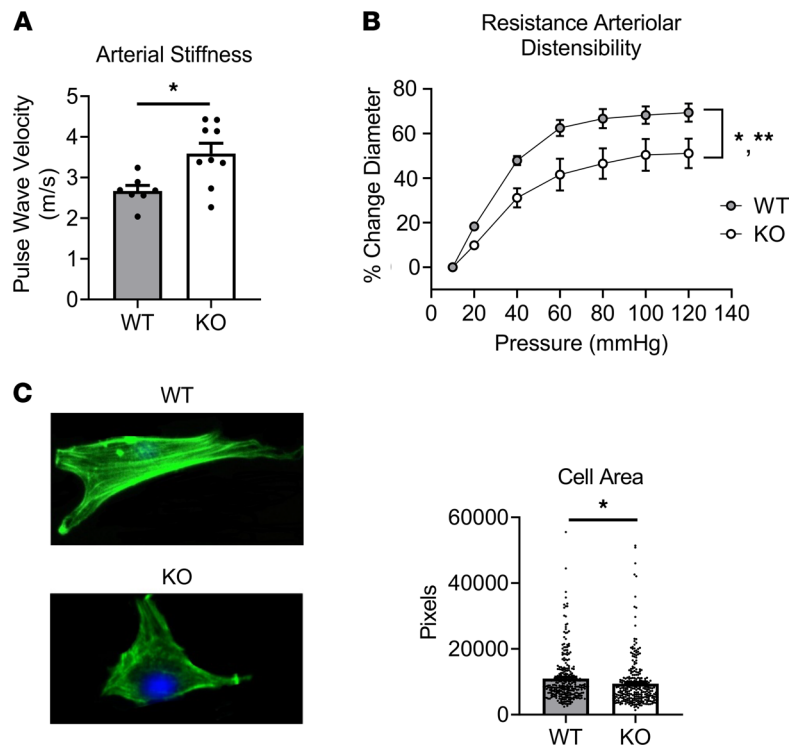 A
Arterial Stiffness
*
Pulse Wave Velocity
(m/s)
5
4
3
2
1
0
WT
KO
B
Resistance Arteriolar
Distensibility
% Change Diameter
80
60
40
20
0
*,**
WT
KO
0
20
40
60
80
100
120
140
Pressure (mmHg)
C
WT
KO
Cell Area
*
Pixels
60000
40000
20000
0
WT
KO